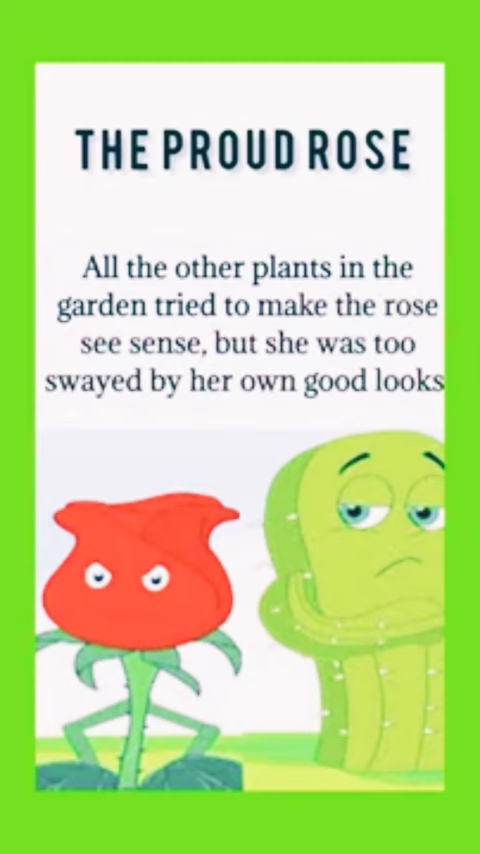 THE PROUD ROSE
All the other plants in the
garden tried to make the rose
see sense, but she was too
swayed by her own good looks